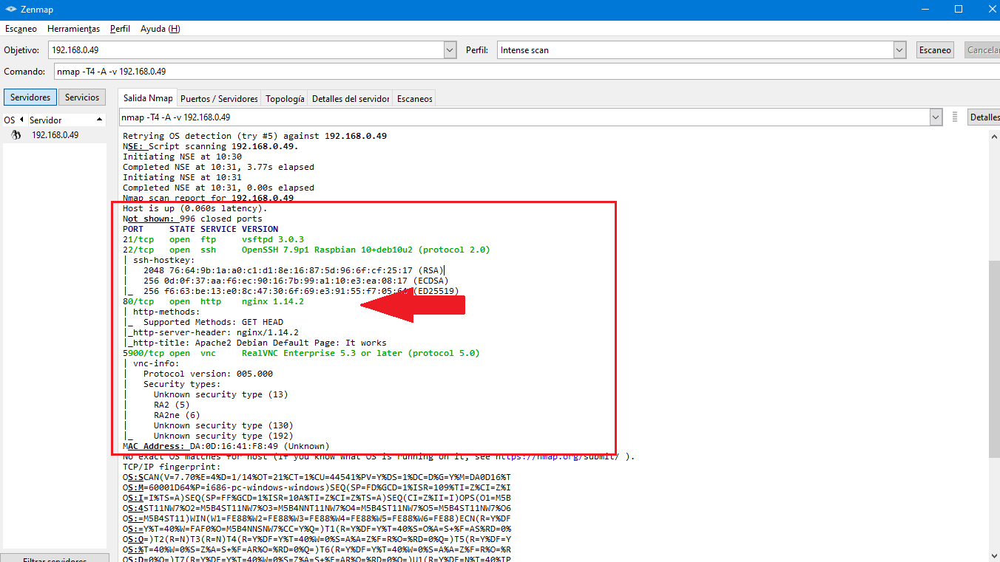 Zenmap
Escaneo Herramientas Perfil Ayuda (H)
Objetivo: 192.168.0.49 Perfil: Intense scan Escaneo Cancelar
Comando: nmap -T4 -A -v 192.168.0.49
Servidores Servicios
OS Servidor
192.168.0.49
Salida Nmap Puertos / Servidores Topología Detalles del servidor Escaneos
nmap -T4 -A -v 192.168.0.49 Detalles
Retrying OS detection (try #5) against 192.168.0.49
NSE: Script scanning 192.168.0.49.
Initiating NSE at 10:30
Completed NSE at 10:31, 3.77s elapsed
Initiating NSE at 10:31
Completed NSE at 10:31, 0.00s elapsed
Nmap scan report for 192.168.0.49
Host is up (0.060s latency).
Not shown: 996 closed ports
PORT STATE SERVICE VERSION
21/tcp open ftp vsftpd 3.0.3
22/tcp open ssh OpenSSH 7.9p1 Raspbian 10+deb10u2 (protocol 2.0)
| ssh-hostkey:
| 2048 76:64:9b:1a:a0:c1:d1:8e:16:87:5d:96:6f:cf:25:17 (RSA)
| 256 0d:0f:37:aa:f6:ec:90:16:7b:99:a1:10:e3:ea:08:17 (ECDSA)
|_ 256 (ED25519)
80/tcp open http nginx 1.14.2
| http-methods:
|_ Supported Methods: GET HEAD
|_http-server-header: nginx/1.14.2
|_http-title: Apache2 Debian Default Page: It works
5900/tcp open vnc RealVNC Enterprise 5.3 or later (protocol 5.0)
| vnc-info:
| Protocol version: 005.000
| Security types:
| Unknown security type (13)
| RA2 (5)
| RA2ne (6)
| Unknown security type (130)
|_ Unknown security type (192)
MAC Address: DA:0D:16:41:F8:49 (Unknown)
No exact OS matches for host (If you know what OS is running on it, see https://nmap.org/submit/ ).
TCP/IP fingerprint:
OS:SCAN(V=7.70%E=4%D=1/14%OT=21%CT=1%CU=44541%PV=Y%DS=1%DC=D%G=Y%M=DA0D16%T
OS:M=60001D64%P=i686-pc-windows-windows)SEQ(SP=FD%GCD=1%ISR=109%TI=Z%CI=Z%I
OS:I=I%TS=A)SEQ(SP=FF%GCD=1%ISR=10A%TI=Z%CI=Z%TS=A)SEQ(CI=Z%II=I)OPS(O1=M5B
OS:4ST11NW7%O2=M5B4ST11NW7%O3=M5B4NNT11NW7%O4=M5B4ST11NW7%O5=M5B4ST11NW7%O6
OS:=M5B4ST11)WIN(W1=FE88%W2=FE88%W3=FE88%W4=FE88%W5=FE88%W6=FE88)ECN(R=Y%DF
OS:=Y%T=40%W=FAF0%O=M5B4NNSNW7%CC=Y%Q=)T1(R=Y%DF=Y%T=40%S=O%A=S+%F=AS%RD=0%
OS:Q=)T2(R=N)T3(R=N)T4(R=Y%DF=Y%T=40%W=0%S=A%A=Z%F=R%O=%RD=0%Q=)T5(R=Y%DF=Y
OS:%T=40%W=0%S=Z%A=S+%F=AR%O=%RD=0%Q=)T6(R=Y%DF=Y%T=40%W=0%S=A%A=Z%F=R%O=%R
OS:D=0%Q=)T7(R=Y%DF=Y%T=40%W=0%S=Z%A=S+%F=AR%O=%RD=0%Q=)U1(R=Y%DF=N%T=40%IP
Filtrar servidores